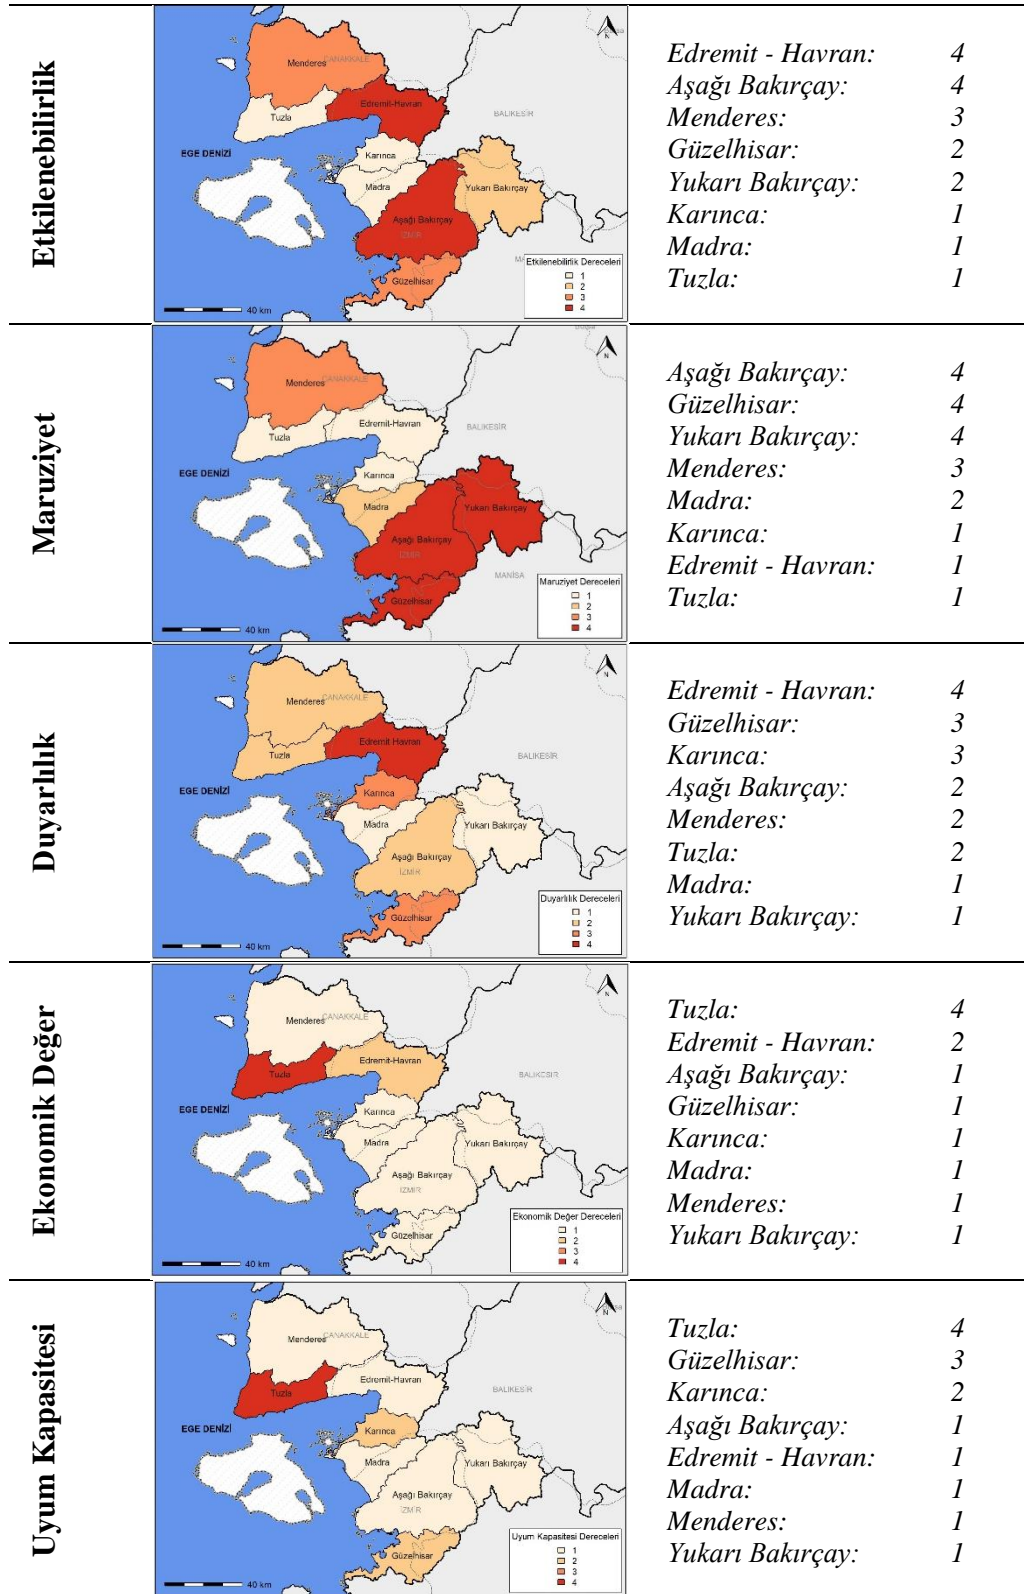 Etkilenebilirlik
Menderes
ÇANAKKALE
Edremit-Havran
Tuzla
BALIKESİR
EGE DENİZİ
Karınca
Madra
Yukarı Bakırçay
Aşağı Bakırçay
İZMİR
Güzelhisar
40 km
N
Etkilenebilirlik Dereceleri
1
2
3
4
Edremit - Havran: 4
Aşağı Bakırçay: 4
Menderes: 3
Güzelhisar: 2
Yukarı Bakırçay: 2
Karınca: 1
Madra: 1
Tuzla: 1
Maruziyet
Menderes
ÇANAKKALE
Edremit-Havran
Tuzla
BALIKESİR
EGE DENİZİ
Karınca
Madra
Yukarı Bakırçay
Aşağı Bakırçay
İZMİR
MANİSA
Güzelhisar
40 km
N
Maruziyet Dereceleri
1
2
3
4
Aşağı Bakırçay: 4
Güzelhisar: 4
Yukarı Bakırçay: 4
Menderes: 3
Madra: 2
Karınca: 1
Edremit - Havran: 1
Tuzla: 1
Duyarlılık
Menderes
ÇANAKKALE
Edremit Havran
Tuzla
BALIKESİR
EGE DENİZİ
Karınca
Madra
Yukarı Bakırçay
Aşağı Bakırçay
İZMİR
Güzelhisar
40 km
N
Duyarlılık Dereceleri
1
2
3
4
Edremit - Havran: 4
Güzelhisar: 3
Karınca: 3
Aşağı Bakırçay: 2
Menderes: 2
Tuzla: 2
Madra: 1
Yukarı Bakırçay: 1
Ekonomik Değer
Menderes
ÇANAKKALE
Edremit-Havran
Tuzla
BALIKESİR
EGE DENİZİ
Karınca
Madra
Yukarı Bakırçay
Aşağı Bakırçay
İZMİR
Güzelhisar
40 km
N
Ekonomik Değer Dereceleri
1
2
3
4
Tuzla: 4
Edremit - Havran: 2
Aşağı Bakırçay: 1
Güzelhisar: 1
Karınca: 1
Madra: 1
Menderes: 1
Yukarı Bakırçay: 1
Uyum Kapasitesi
Menderes
ÇANAKKALE
Edremit-Havran
Tuzla
BALIKESİR
EGE DENİZİ
Karınca
Madra
Yukarı Bakırçay
Aşağı Bakırçay
İZMİR
Güzelhisar
40 km
N
Uyum Kapasitesi Dereceleri
1
2
3
4
Tuzla: 4
Güzelhisar: 3
Karınca: 2
Aşağı Bakırçay: 1
Edremit - Havran: 1
Madra: 1
Menderes: 1
Yukarı Bakırçay: 1